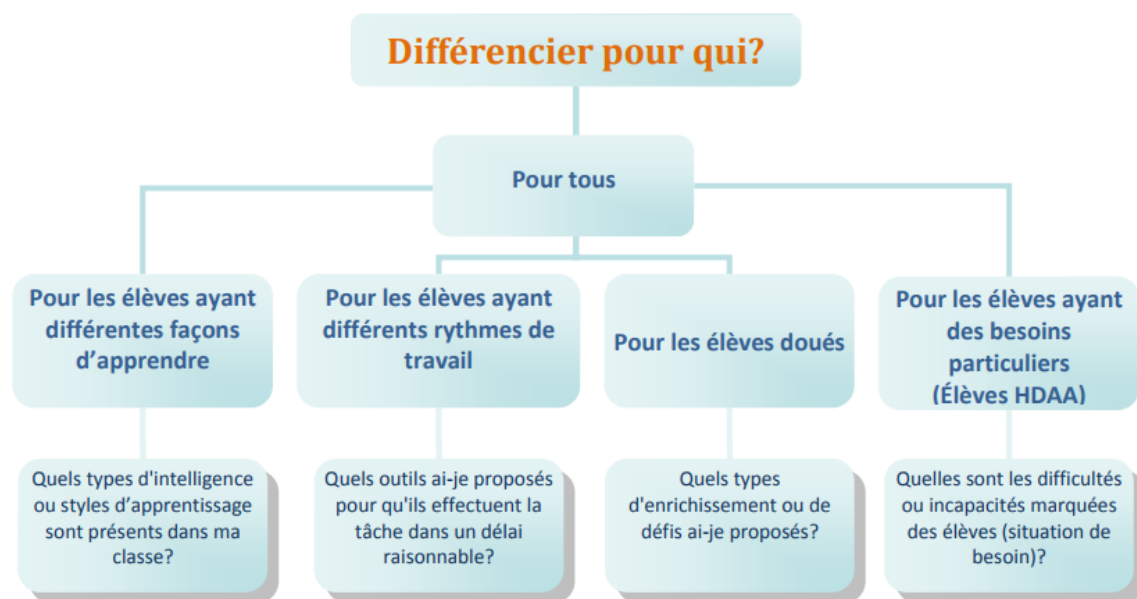 Différencier pour qui?
Pour tous
Pour les élèves ayant
différentes façons
d'apprendre
Pour les élèves ayant
différents rythmes de
travail
Pour les élèves doués
Pour les élèves ayant
des besoins
particuliers
(Élèves HDAA)
Quels types d'intelligence
ou styles d'apprentissage
sont présents dans ma
classe?
Quels outils ai-je proposés
pour qu'ils effectuent la
tâche dans un délai
raisonnable?
Quels types
d'enrichissement ou de
défis ai-je proposés?
Quelles sont les difficultés
ou incapacités marquées
des élèves (situation de
besoin)?